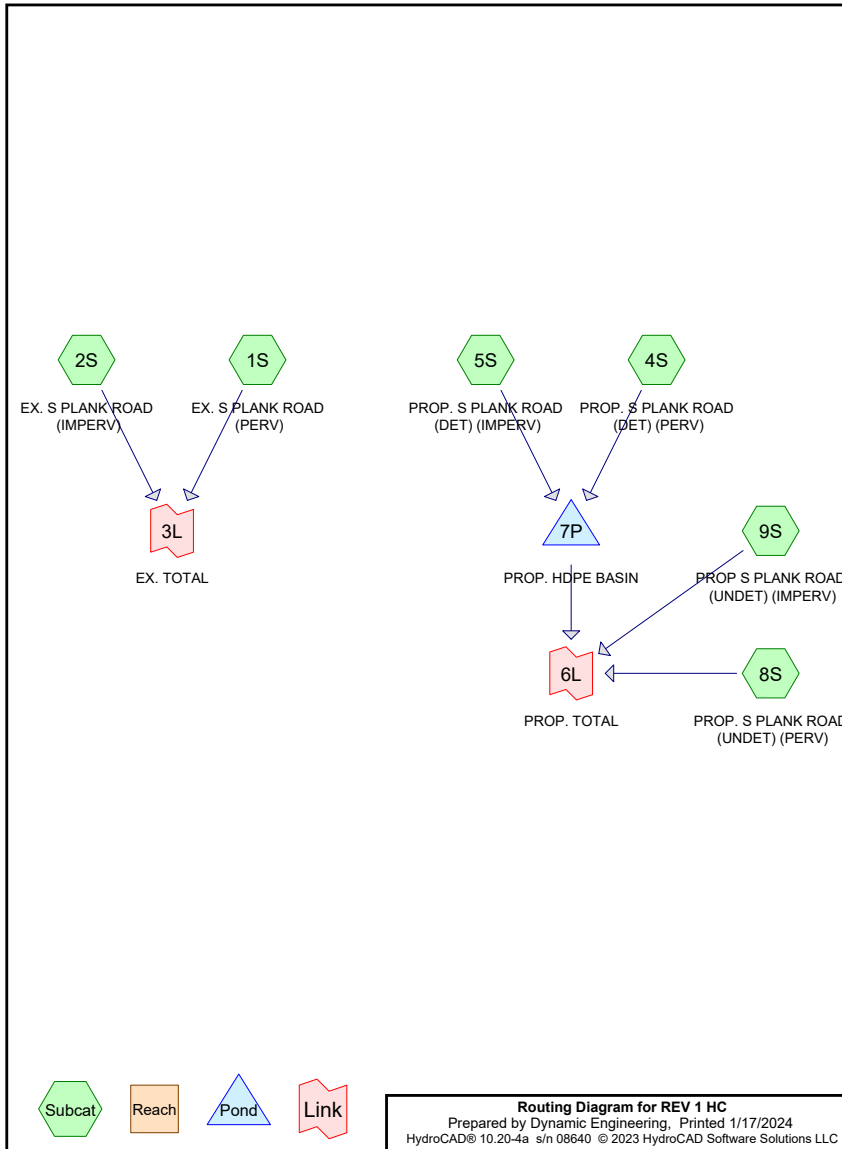 2S
EX. S PLANK ROAD
(IMPERV)
1S
EX. S PLANK ROAD
(PERV)
5S
PROP. S PLANK ROAD
(DET) (IMPERV)
4S
PROP. S PLANK ROAD
(DET) (PERV)
3L
EX. TOTAL
7P
PROP. HDPE BASIN
9S
PROP S PLANK ROAD
(UNDET) (IMPERV)
6L
PROP. TOTAL
8S
PROP. S PLANK ROAD
(UNDET) (PERV)
Subcat
Reach
Pond
Link
Routing Diagram for REV 1 HC
Prepared by Dynamic Engineering, Printed 1/17/2024
HydroCAD® 10.20-4a s/n 08640 © 2023 HydroCAD Software Solutions LLC